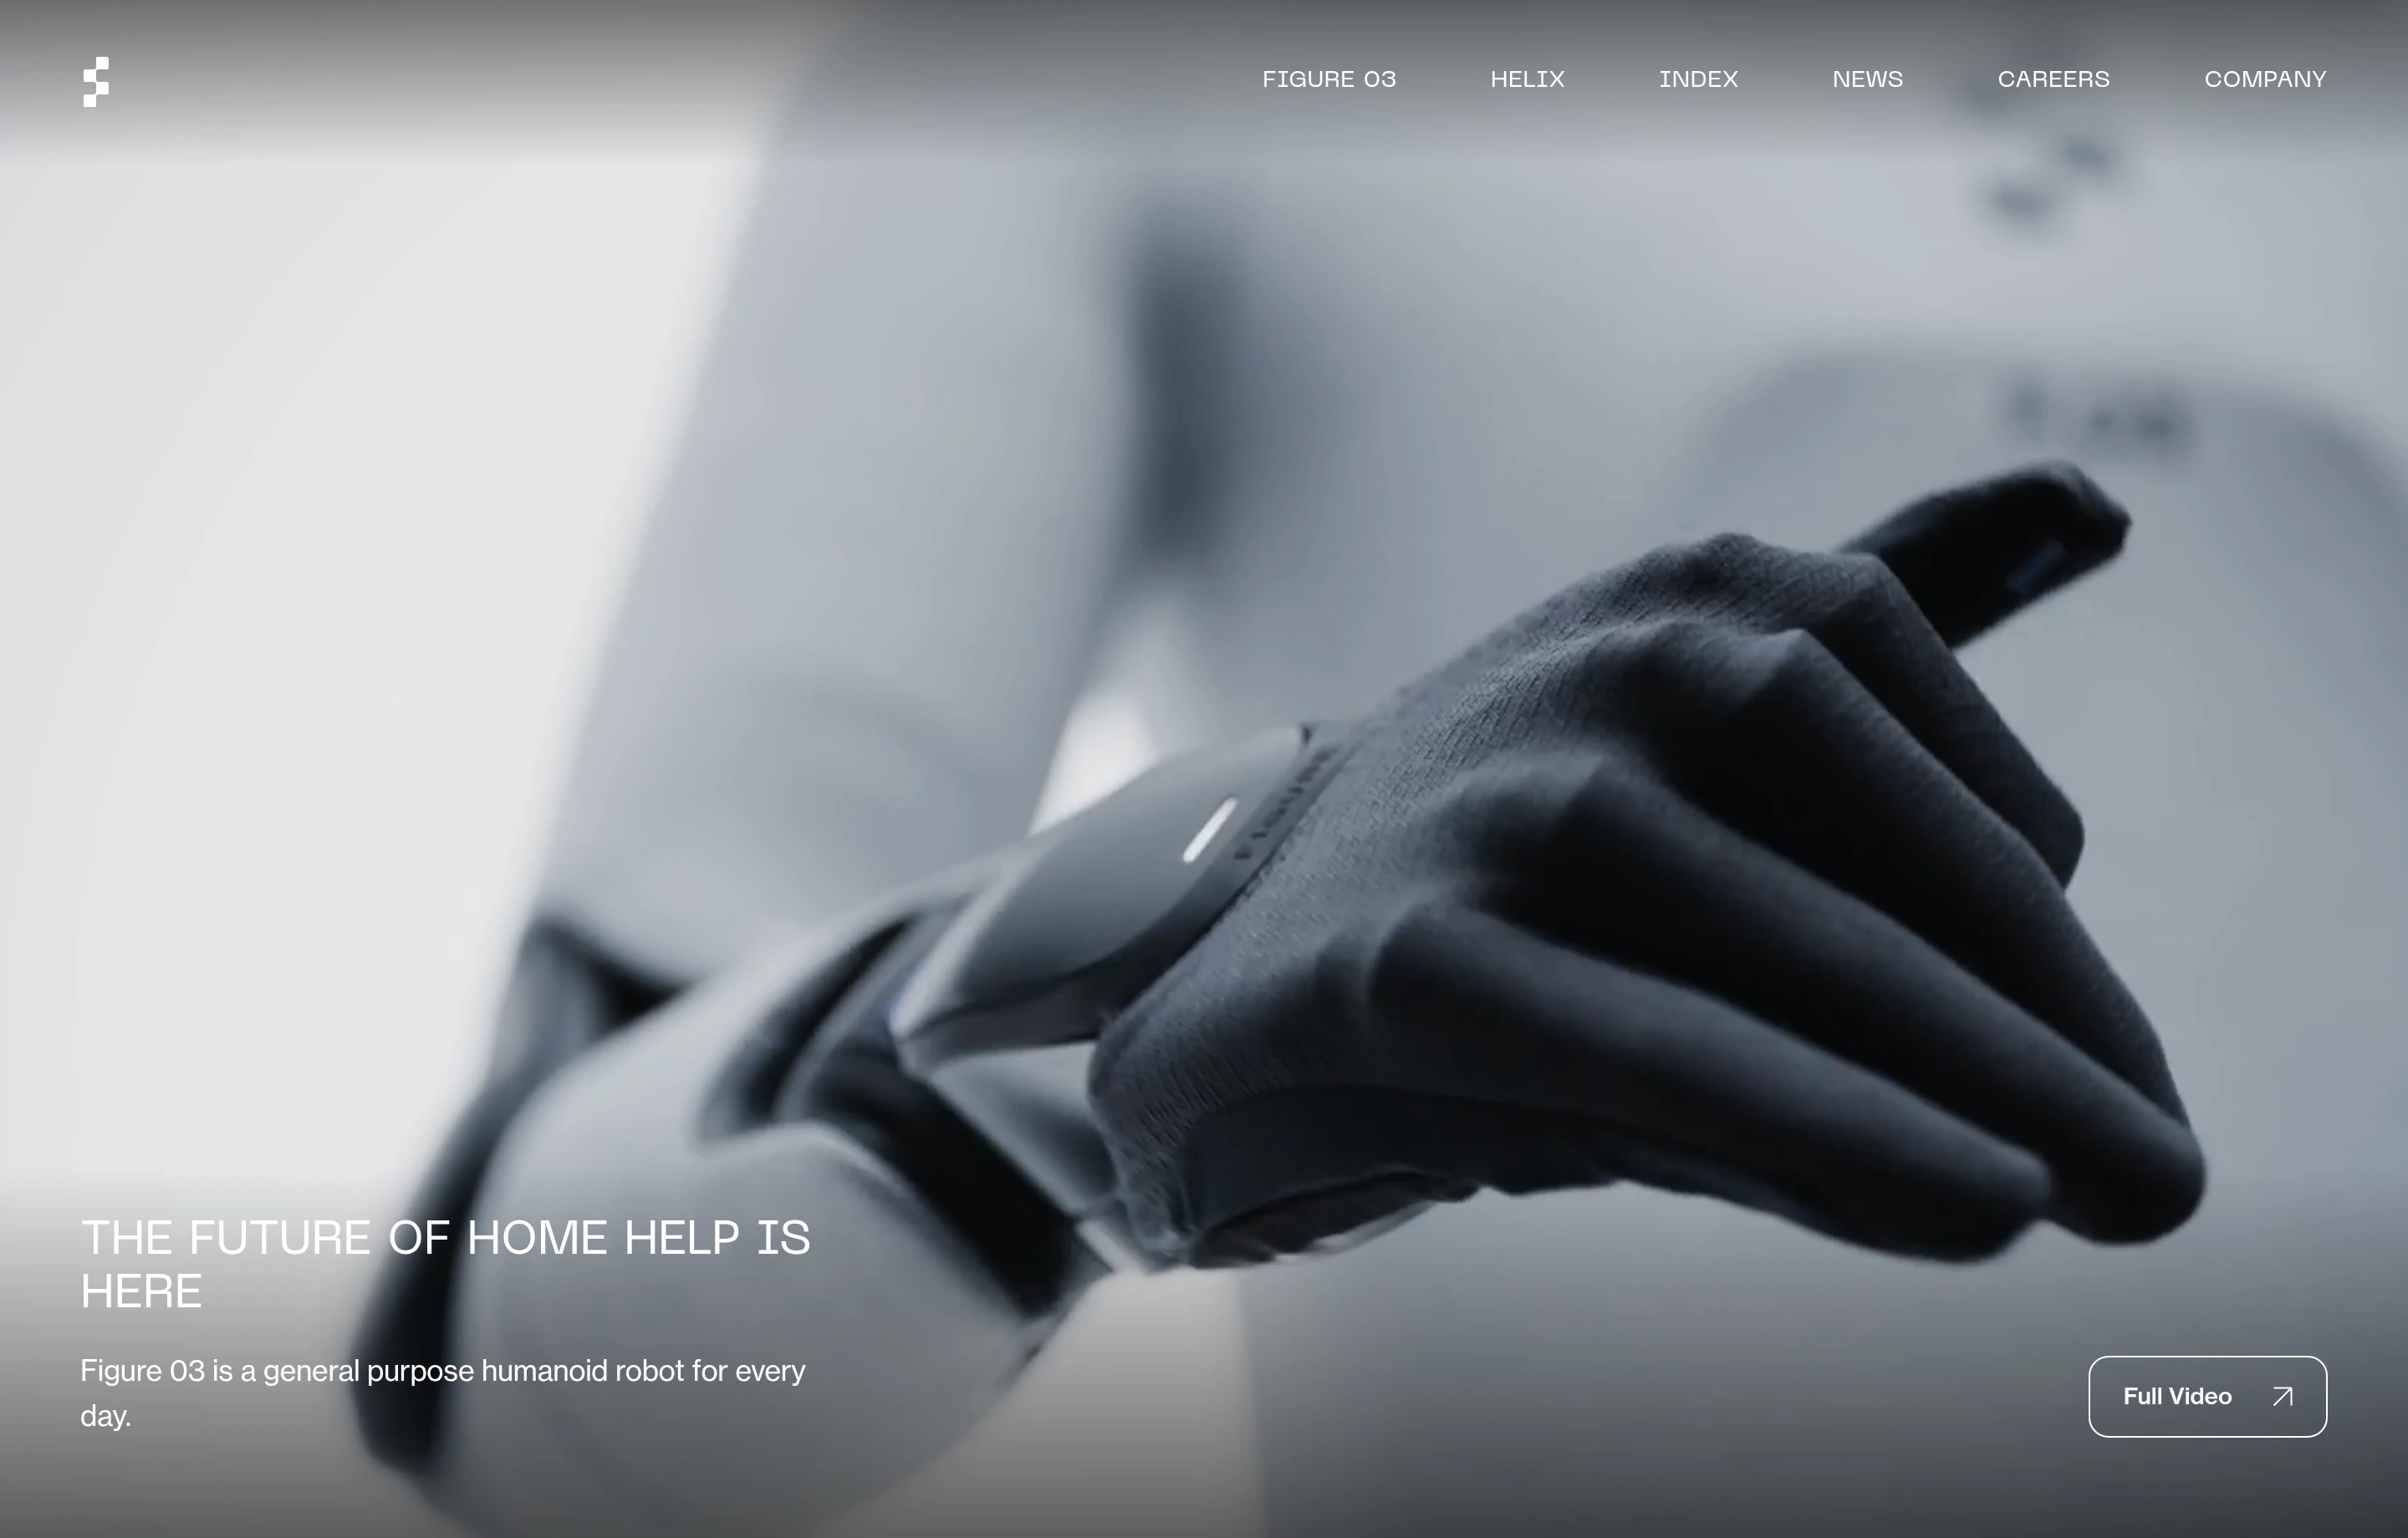 FIGURE 03 HELIX INDEX NEWS CAREERS COMPANY
FIGURE
THE FUTURE OF HOME HELP IS
HERE
Figure 03 is a general purpose humanoid robot for every
day.
Full Video